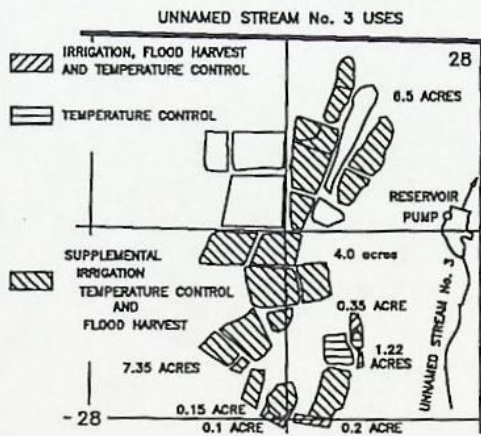 UNNAMED STREAM No. 3 USES
IRRIGATION, FLOOD HARVEST
AND TEMPERATURE CONTROL
28
6.5 ACRES
TEMPERATURE CONTROL
RESERVOIR
PUMP
SUPPLEMENTAL
IRRIGATION
TEMPERATURE CONTROL
AND
FLOOD HARVEST
4.0 acres
UNNAMED STREAM No. 3
0.35 ACRE
1.22
ACRES
7.35 ACRES
-28
0.15 ACRE
0.1 ACRE
0.2 ACRE